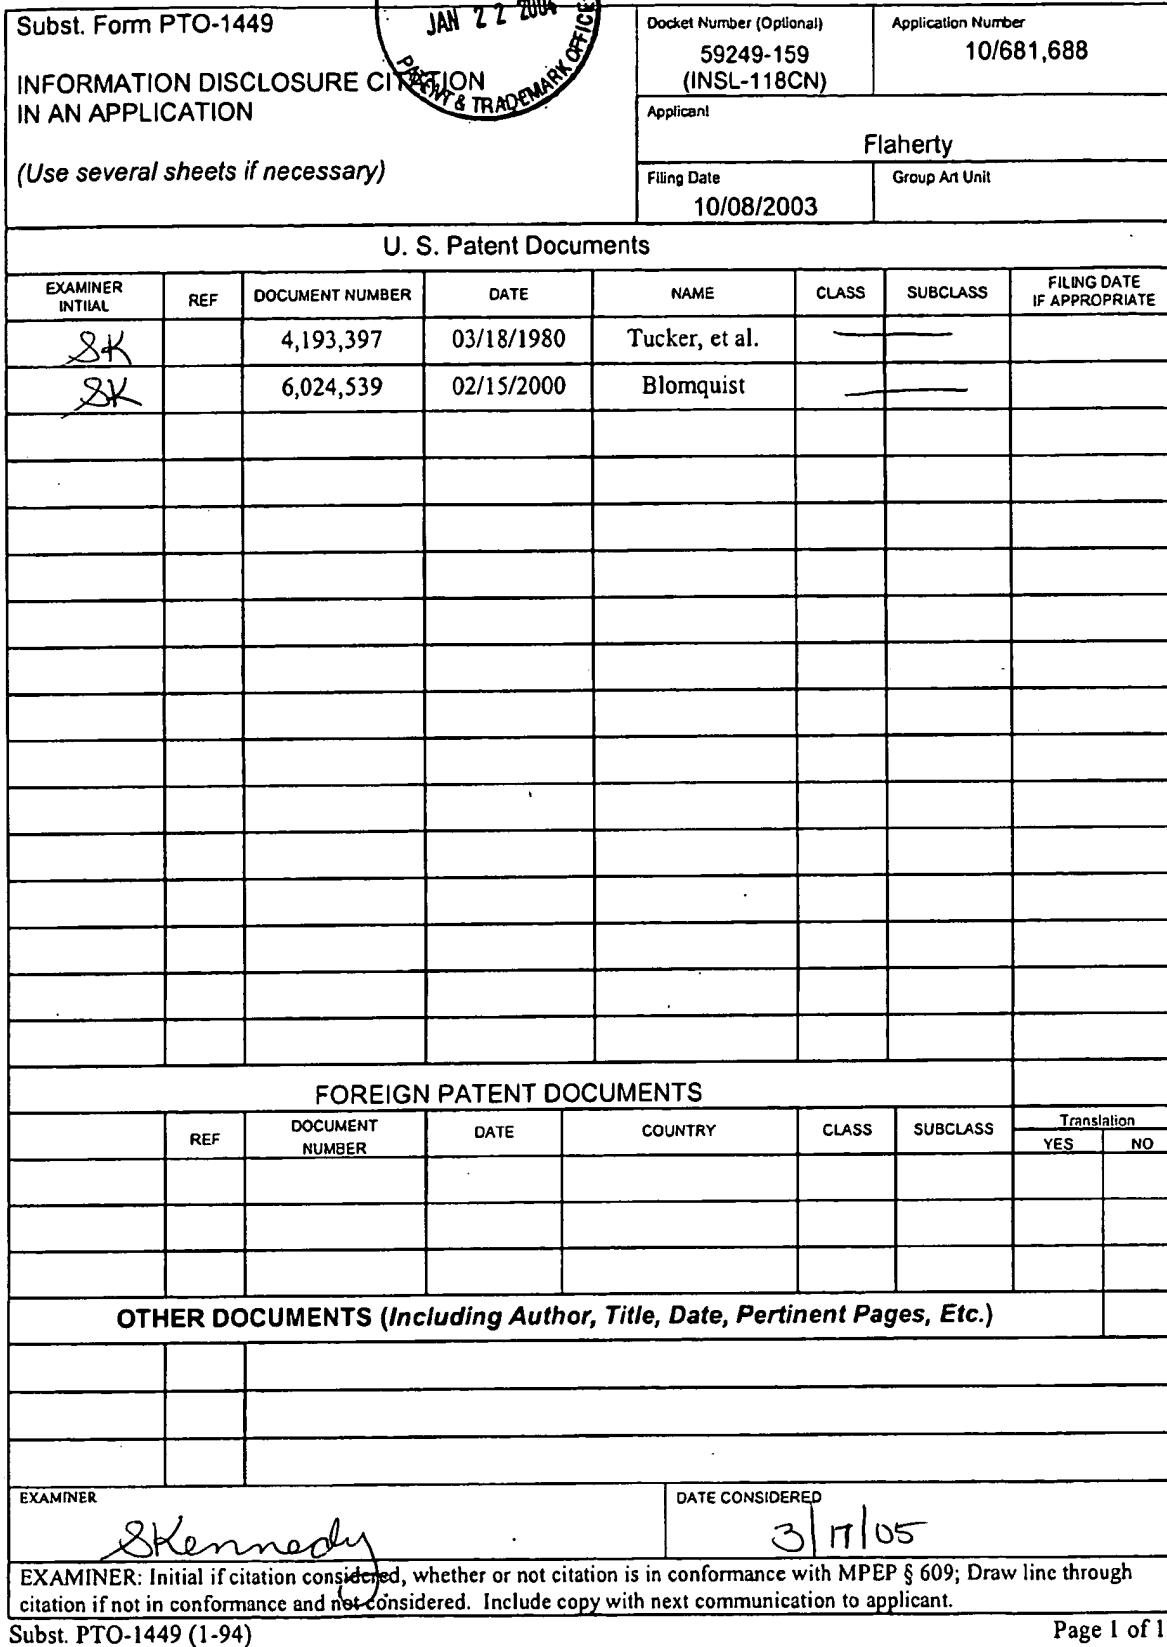 Subst. Form PTO-1449
JAN 22 2004
PATENT & TRADEMARK OFFICE
INFORMATION DISCLOSURE CITATION
IN AN APPLICATION
(Use several sheets if necessary)
Docket Number (Optional)
59249-159
(INSL-118CN)
Application Number
10/681,688
Applicant
Flaherty
Filing Date
10/08/2003
Group Art Unit
U. S. Patent Documents
EXAMINER INTIIAL REF DOCUMENT NUMBER DATE NAME CLASS SUBCLASS FILING DATE IF APPROPRIATE
SK 4,193,397 03/18/1980 Tucker, et al.
SK 6,024,539 02/15/2000 Blomquist
FOREIGN PATENT DOCUMENTS
REF DOCUMENT NUMBER DATE COUNTRY CLASS SUBCLASS Translation
YES NO
OTHER DOCUMENTS (Including Author, Title, Date, Pertinent Pages, Etc.)
EXAMINER
SKennedy
DATE CONSIDERED
3/17/05
EXAMINER: Initial if citation considered, whether or not citation is in conformance with MPEP § 609; Draw line through
citation if not in conformance and not considered. Include copy with next communication to applicant.
Subst. PTO-1449 (1-94)
Page 1 of 1